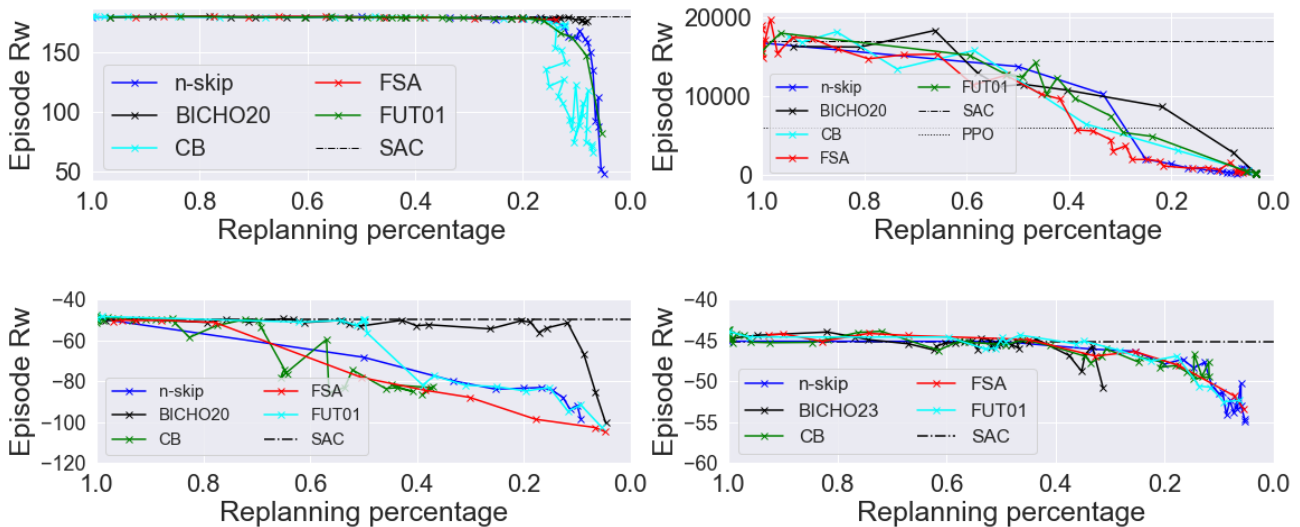 Episode Rw
150
100
50
n-skip
BICHO20
CB
FSA
FUT01
SAC
1.0 0.8 0.6 0.4 0.2 0.0
Replanning percentage
Episode Rw
20000
10000
0
n-skip
BICHO20
CB
FSA
FUT01
SAC
PPO
1.0 0.8 0.6 0.4 0.2 0.0
Replanning percentage
Episode Rw
−40
−60
−80
−100
−120
n-skip
BICHO20
CB
FSA
FUT01
SAC
1.0 0.8 0.6 0.4 0.2 0.0
Replanning percentage
Episode Rw
−40
−45
−50
−55
−60
n-skip
BICHO23
CB
FSA
FUT01
SAC
1.0 0.8 0.6 0.4 0.2 0.0
Replanning percentage